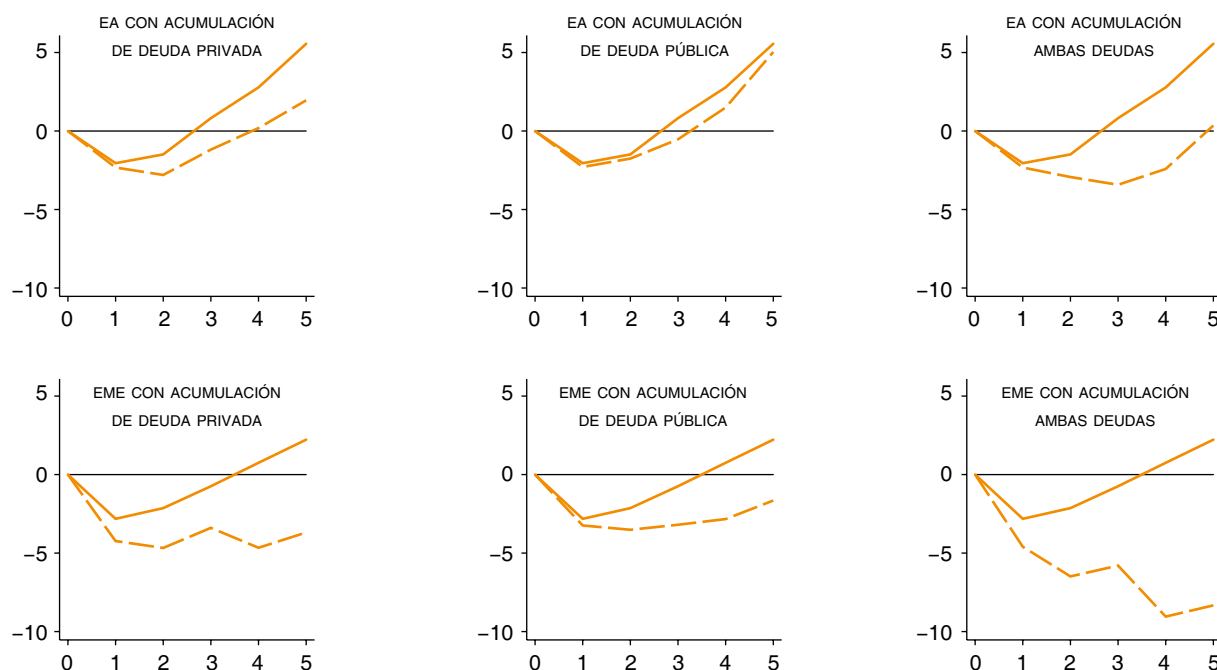 EA CON ACUMULACIÓN
DE DEUDA PRIVADA
5
0
−5
−10
0 1 2 3 4 5
EA CON ACUMULACIÓN
DE DEUDA PÚBLICA
5
0
−5
−10
0 1 2 3 4 5
EA CON ACUMULACIÓN
AMBAS DEUDAS
5
0
−5
−10
0 1 2 3 4 5
EME CON ACUMULACIÓN
DE DEUDA PRIVADA
5
0
−5
−10
0 1 2 3 4 5
EME CON ACUMULACIÓN
DE DEUDA PÚBLICA
5
0
−5
−10
0 1 2 3 4 5
EME CON ACUMULACIÓN
AMBAS DEUDAS
5
0
−5
−10
0 1 2 3 4 5